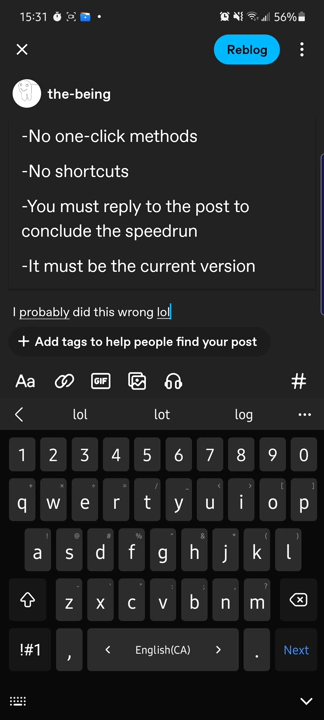 15:31 56%
Reblog
the-being
-No one-click methods
-No shortcuts
-You must reply to the post to
conclude the speedrun
-It must be the current version
I probably did this wrong lol
+ Add tags to help people find your post
Aa GIF #
lol lot log
1 2 3 4 5 6 7 8 9 0
q w e r t y u i o p
a s d f g h j k l
z x c v b n m
!#1 , < English(CA) > . Next